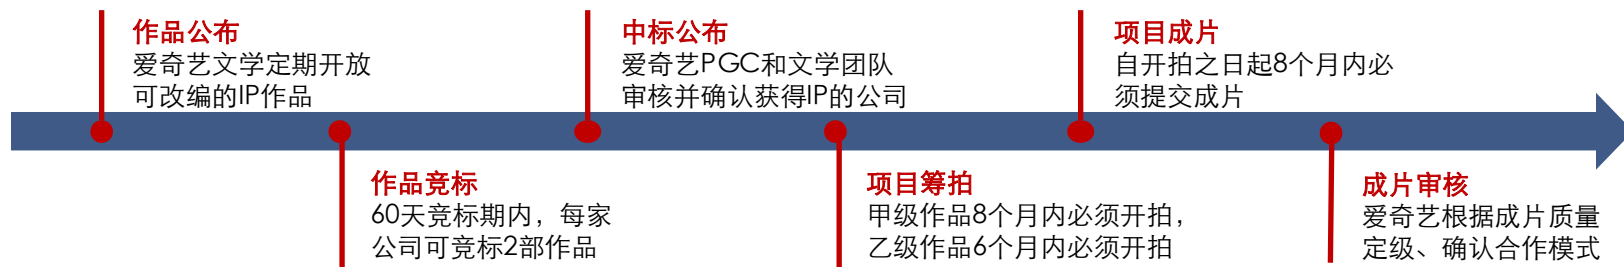 作品公布
爱奇艺文学定期开放
可改编的IP作品
作品竞标
60天竞标期内，每家
公司可竞标2部作品
中标公布
爱奇艺PGC和文学团队
审核并确认获得IP的公司
项目筹拍
甲级作品8个月内必须开拍，
乙级作品6个月内必须开拍
项目成片
自开拍之日起8个月内必
须提交成片
成片审核
爱奇艺根据成片质量
定级、确认合作模式